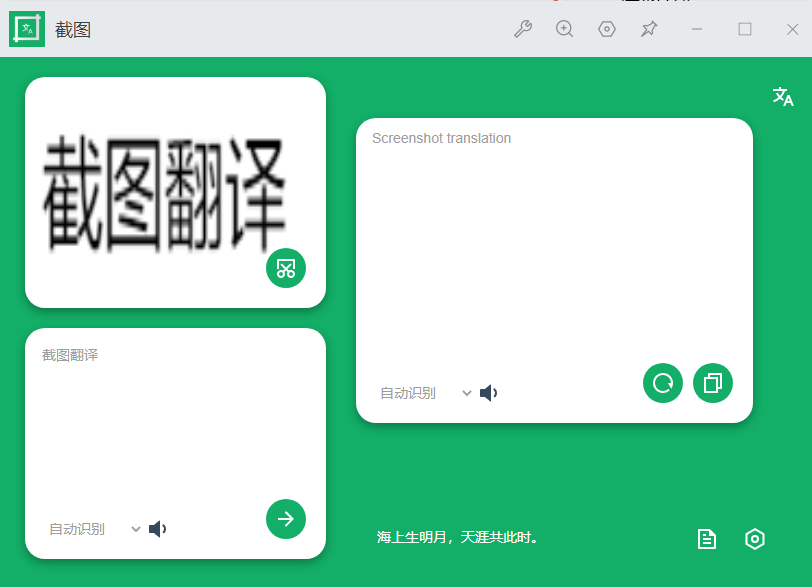 截图
截图翻译
截图翻译
自动识别
Screenshot translation
自动识别
海上生明月，天涯共此时。